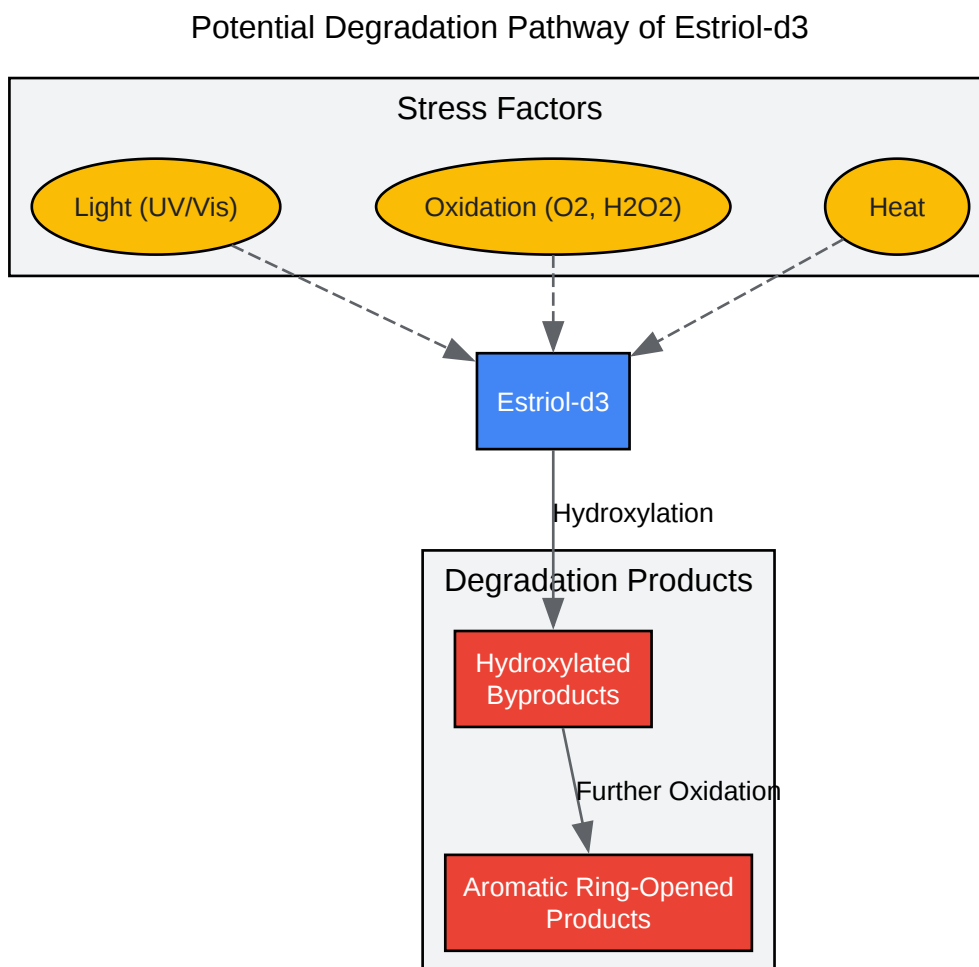 Potential Degradation Pathway of Estriol-d3
Stress Factors
Light (UV/Vis)
Oxidation (O2, H2O2)
Heat
Estriol-d3
Hydroxylation
Degradation Products
Hydroxylated
Byproducts
Further Oxidation
Aromatic Ring-Opened
Products